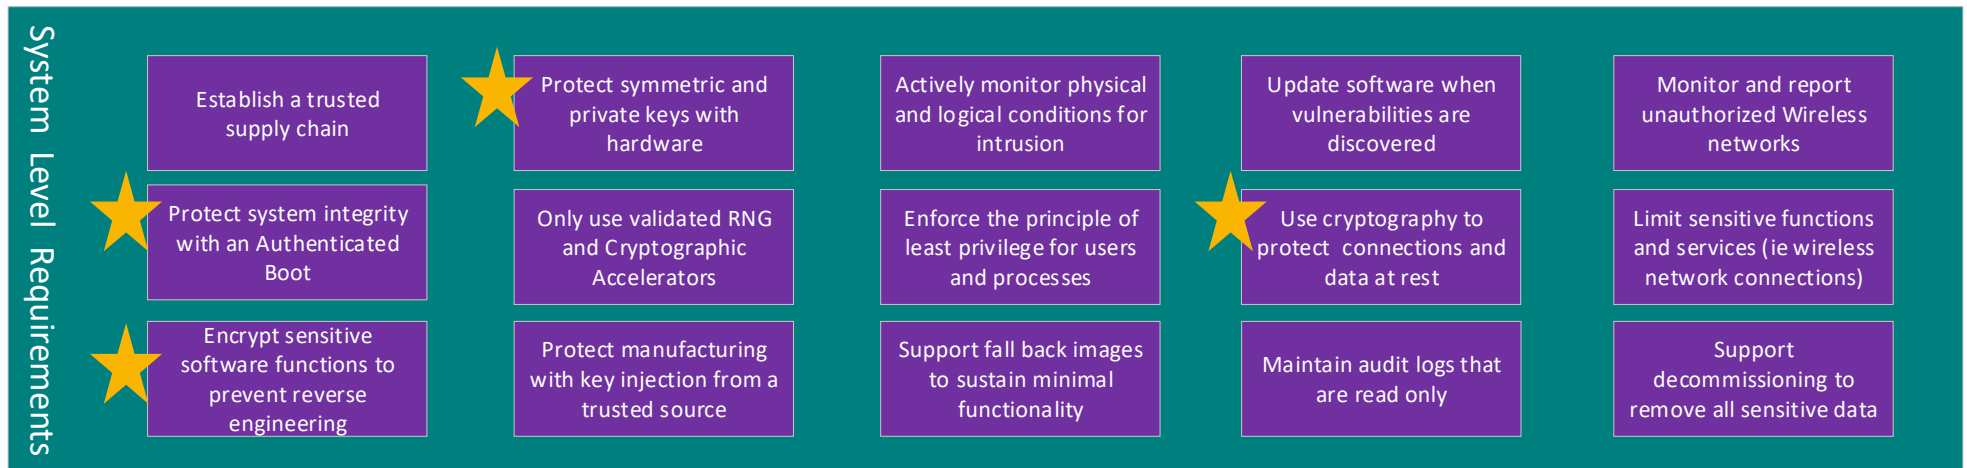 System Level Requirements
Establish a trusted
supply chain
Protect symmetric and
private keys with
hardware
Actively monitor physical
and logical conditions for
intrusion
Update software when
vulnerabilities are
discovered
Monitor and report
unauthorized Wireless
networks
Protect system integrity
with an Authenticated
Boot
Only use validated RNG
and Cryptographic
Accelerators
Enforce the principle of
least privilege for users
and processes
Use cryptography to
protect connections and
data at rest
Limit sensitive functions
and services (ie wireless
network connections)
Encrypt sensitive
software functions to
prevent reverse
engineering
Protect manufacturing
with key injection from a
trusted source
Support fall back images
to sustain minimal
functionality
Maintain audit logs that
are read only
Support
decommissioning to
remove all sensitive data